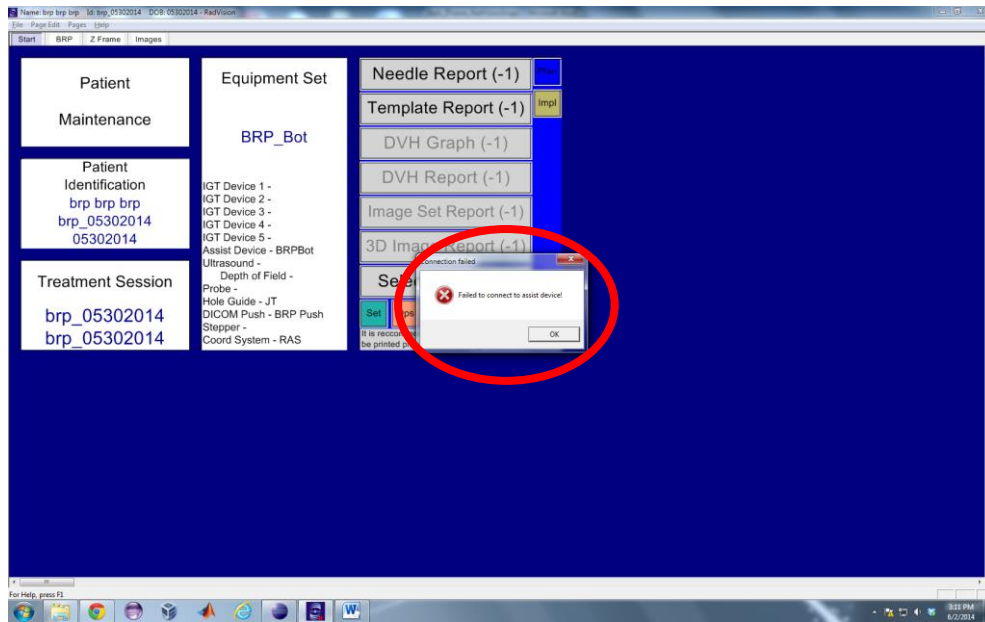 Name: brp brp brp Id: brp_05302014 DOB: 05302014 - RadVision
File Page Edit Pages Help
Start BRP Z Frame Images
Patient
Maintenance
Patient
Identification
brp brp brp
brp_05302014
05302014
Treatment Session
brp_05302014
brp_05302014
Equipment Set
BRP_Bot
IGT Device 1 -
IGT Device 2 -
IGT Device 3 -
IGT Device 4 -
IGT Device 5 -
Assist Device - BRPBot
Ultrasound -
Depth of Field -
Probe -
Hole Guide - JT
DICOM Push - BRP Push
Stepper -
Coord System - RAS
Needle Report (-1)
Template Report (-1)
DVH Graph (-1)
DVH Report (-1)
Image Set Report (-1)
3D Image Report (-1)
Plan
Impl
Set
It is
be printed
Connection failed
Failed to connect to assist device!
OK
For Help, press F1
3:11 PM
6/2/2014